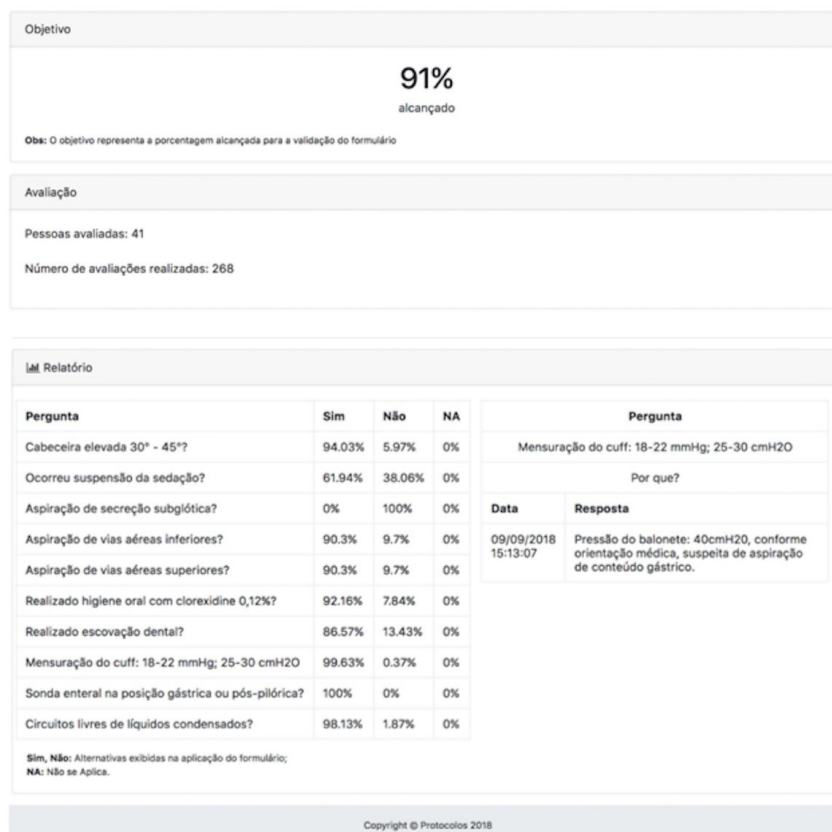 Objetivo
91%
alcançado
Obs: O objetivo representa a porcentagem alcançada para a validação do formulário
Avaliação
Pessoas avaliadas: 41
Número de avaliações realizadas: 268
Relatório
Pergunta Sim Não NA
Cabeceira elevada 30° - 45°? 94.03% 5.97% 0%
Ocorreu suspensão da sedação? 61.94% 38.06% 0%
Aspiração de secreção subglótica? 0% 100% 0%
Aspiração de vias aéreas inferiores? 90.3% 9.7% 0%
Aspiração de vias aéreas superiores? 90.3% 9.7% 0%
Realizado higiene oral com clorexidine 0,12%? 92.16% 7.84% 0%
Realizado escovação dental? 86.57% 13.43% 0%
Mensuração do cuff: 18-22 mmHg; 25-30 cmH2O 99.63% 0.37% 0%
Sonda enteral na posição gástrica ou pós-pilórica? 100% 0% 0%
Circuitos livres de líquidos condensados? 98.13% 1.87% 0%
Sim, Não: Alternativas exibidas na aplicação do formulário;
NA: Não se Aplica.
Pergunta
Mensuração do cuff: 18-22 mmHg; 25-30 cmH2O
Por que?
Data Resposta
09/09/2018 Pressão do balonete: 40cmH20, conforme
15:13:07 orientação médica, suspeita de aspiração
de conteúdo gástrico.
Copyright © Protocolos 2018